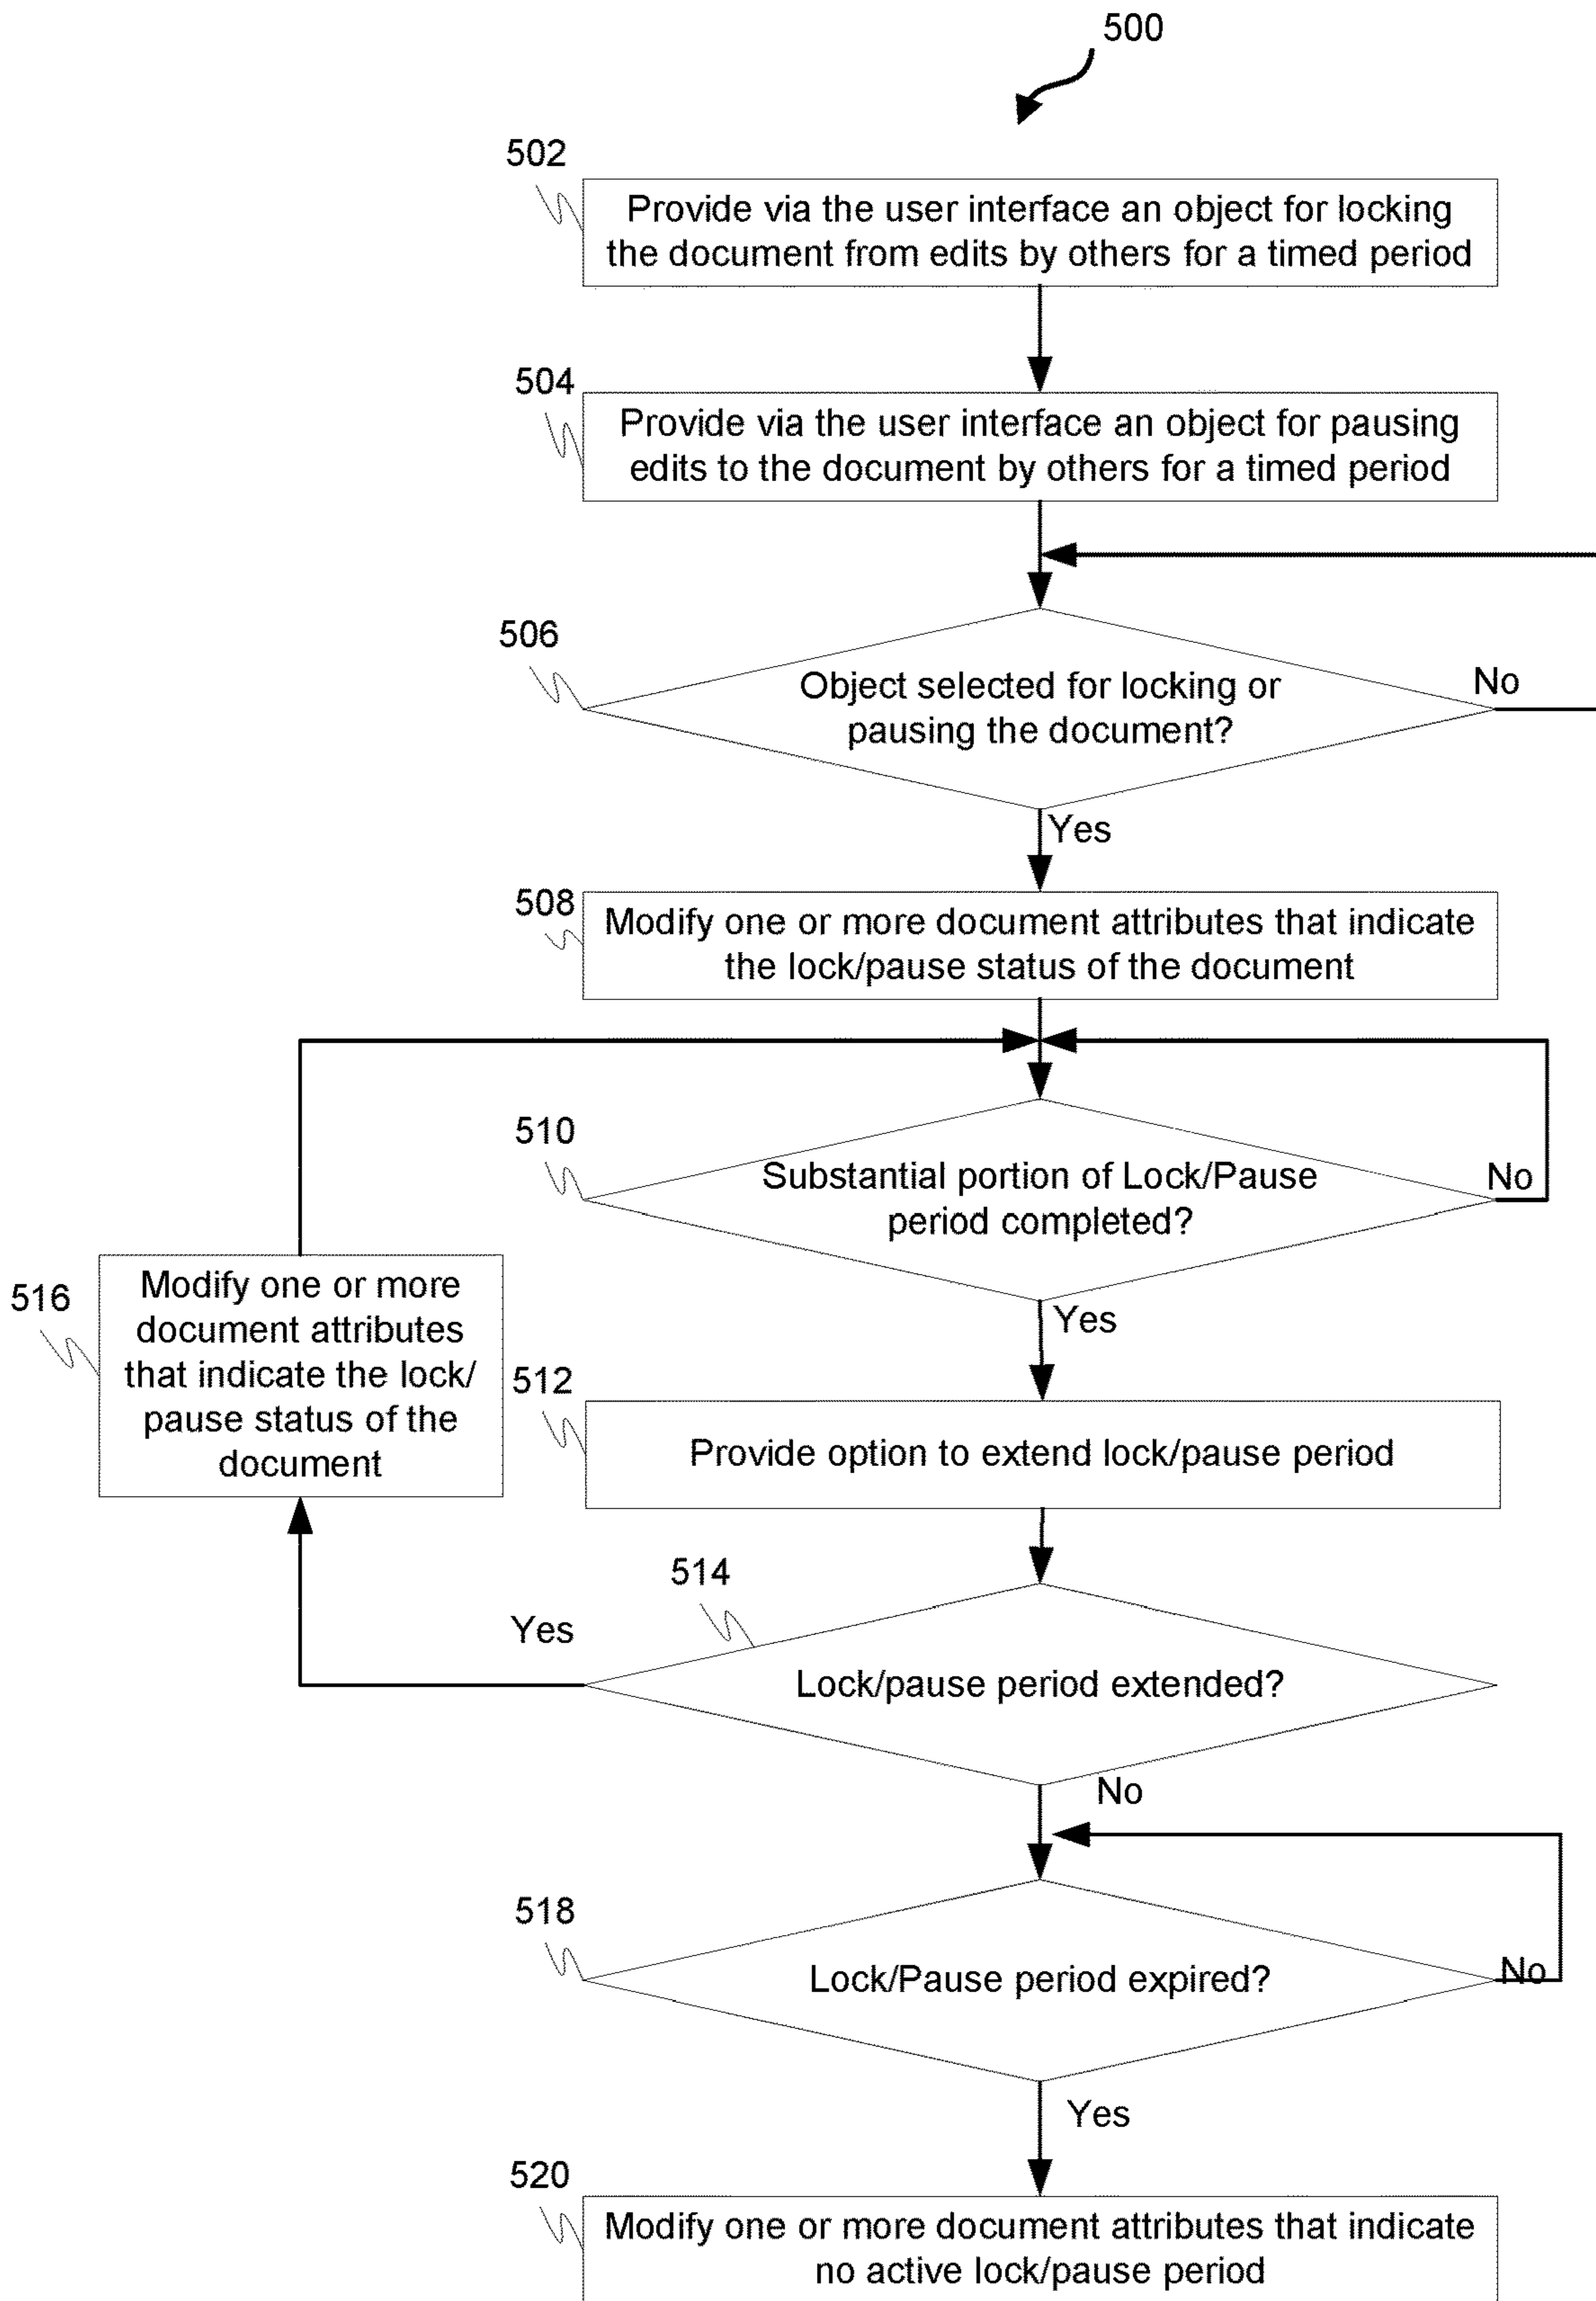 500
502
Provide via the user interface an object for locking
the document from edits by others for a timed period
504
Provide via the user interface an object for pausing
edits to the document by others for a timed period
506
Object selected for locking or
pausing the document?
No
Yes
508
Modify one or more document attributes that indicate
the lock/pause status of the document
510
Substantial portion of Lock/Pause
period completed?
No
Yes
516
Modify one or more
document attributes
that indicate the lock/
pause status of the
document
512
Provide option to extend lock/pause period
514
Yes
Lock/pause period extended?
No
518
Lock/Pause period expired?
No
Yes
520
Modify one or more document attributes that indicate
no active lock/pause period